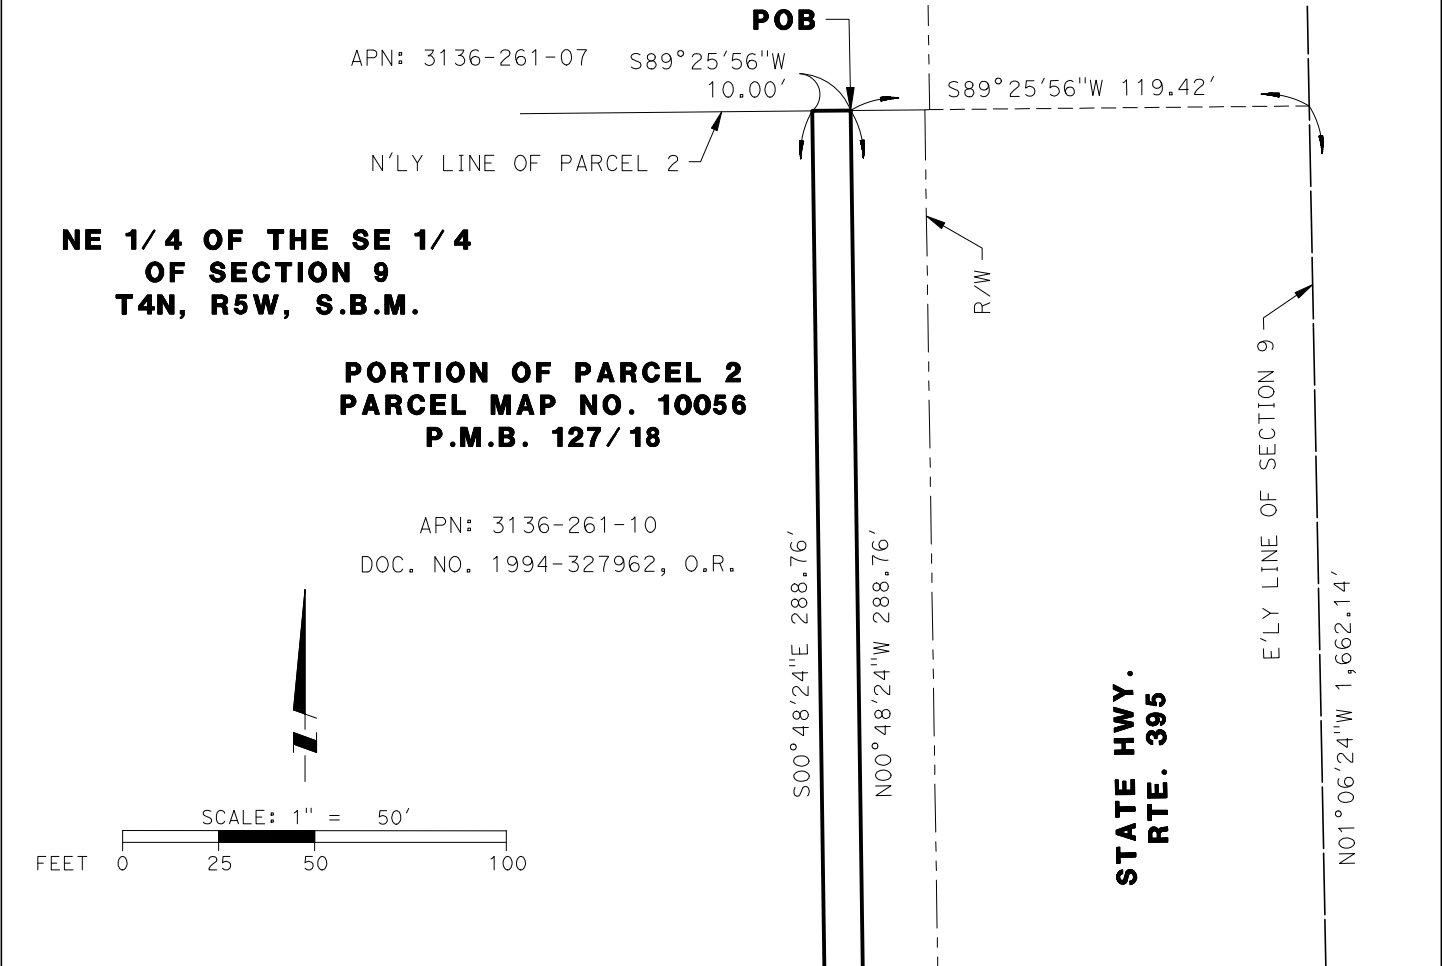 POB
APN: 3136-261-07
S89°25'56"W
10.00'
S89°25'56"W 119.42'
N'LY LINE OF PARCEL 2
NE 1/4 OF THE SE 1/4
OF SECTION 9
T4N, R5W, S.B.M.
R/W
PORTION OF PARCEL 2
PARCEL MAP NO. 10056
P.M.B. 127/18
E'LY LINE OF SECTION 9
APN: 3136-261-10
DOC. NO. 1994-327962, O.R.
S00°48'24"E 288.76'
N00°48'24"W 288.76'
N01°06'24"W 1,662.14'
STATE HWY.
RTE. 395
N
SCALE: 1" = 50'
FEET 0 25 50 100